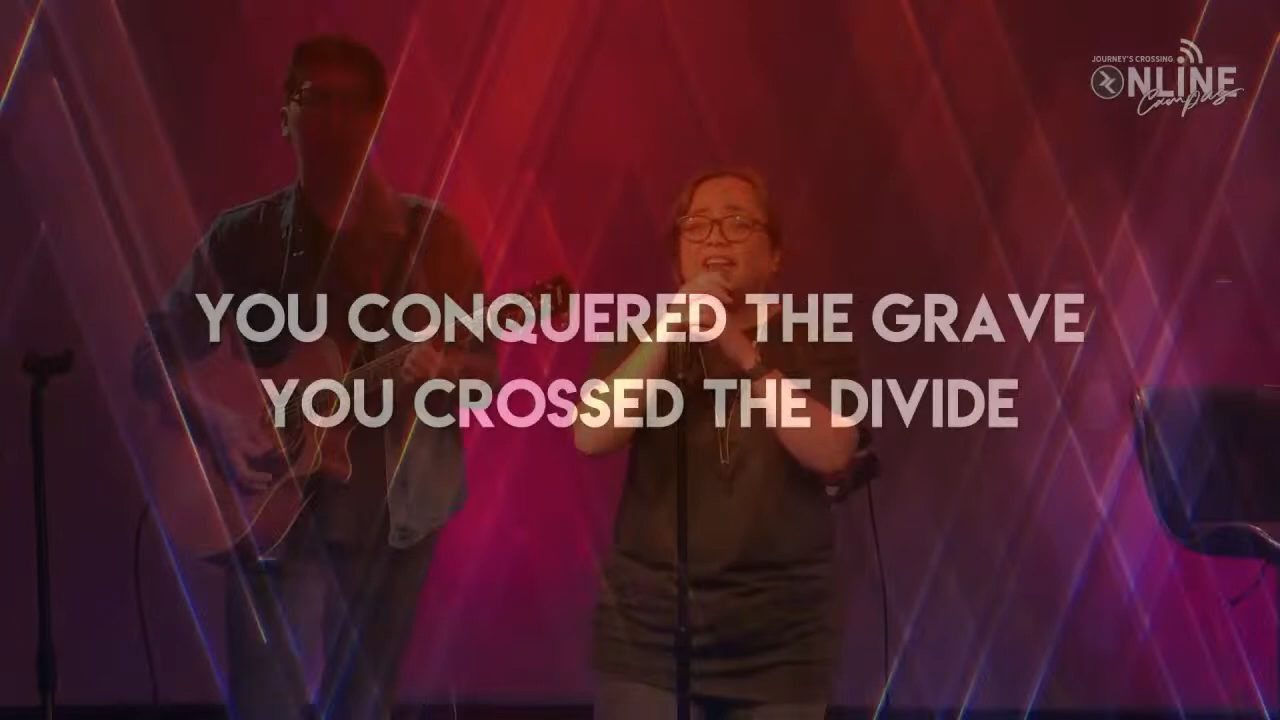 JOURNEY'S CROSSING
ONLINE
Campus
YOU CONQUERED THE GRAVE
YOU CROSSED THE DIVIDE